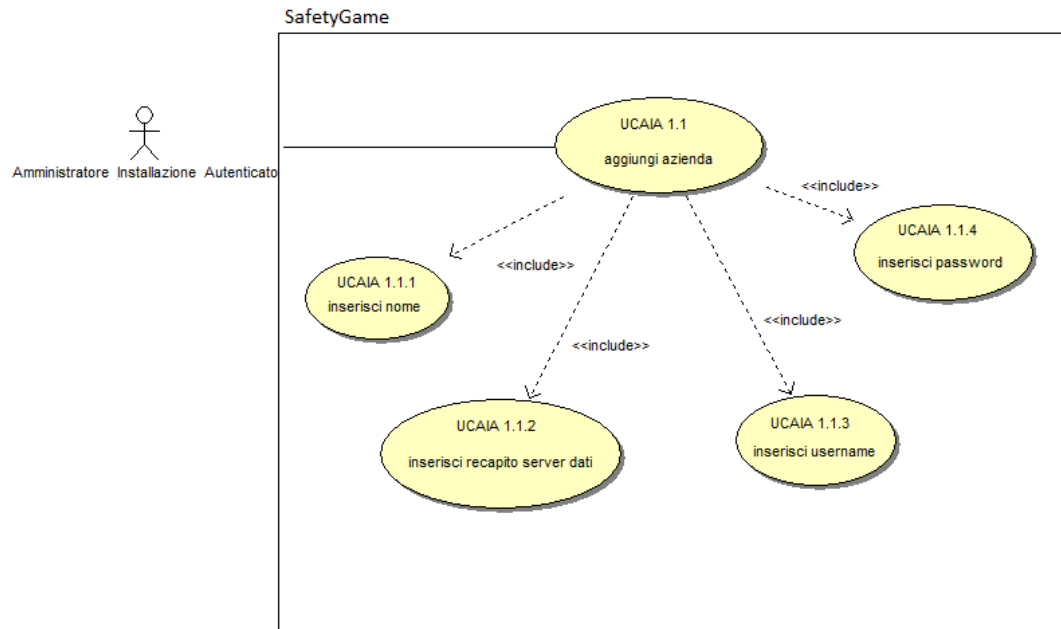 SafetyGame
UCAIA 1.1
aggiungi azienda
Amministratore Installazione Autenticato
<<include>>
UCAIA 1.1.4
inserisci password
<<include>>
UCAIA 1.1.1
inserisci nome
<<include>>
<<include>>
UCAIA 1.1.2
inserisci recapito server dati
UCAIA 1.1.3
inserisci username